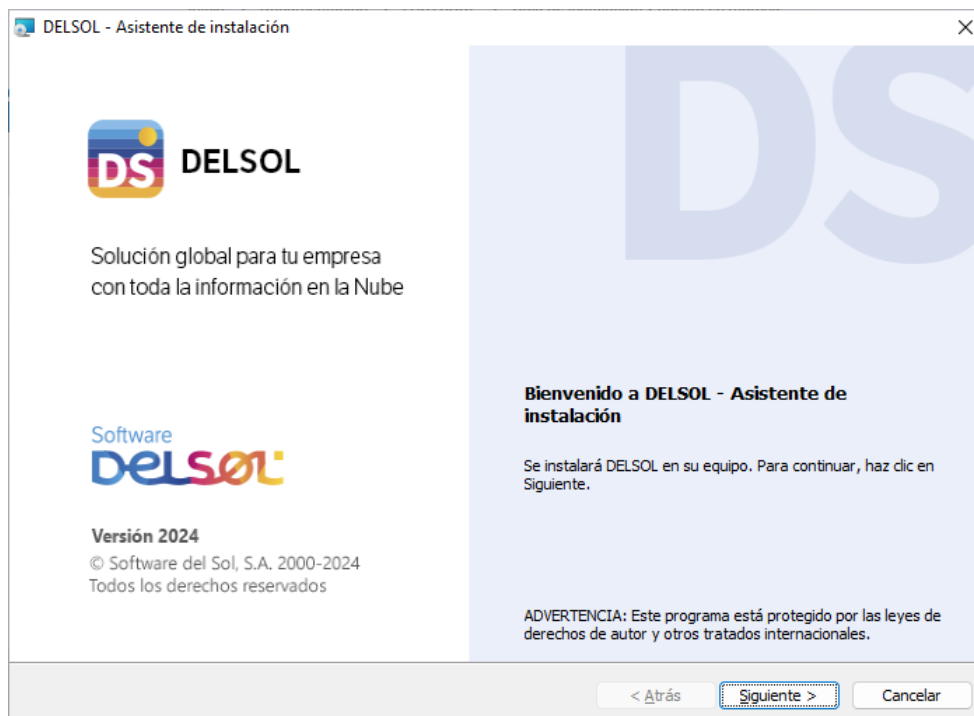 DELSOL - Asistente de instalación
DS
DS DELSOL
Solución global para tu empresa
con toda la información en la Nube
Bienvenido a DELSOL - Asistente de
instalación
Se instalará DELSOL en su equipo. Para continuar, haz clic en
Siguiente.
Software
DELSOL
Versión 2024
© Software del Sol, S.A. 2000-2024
Todos los derechos reservados
ADVERTENCIA: Este programa está protegido por las leyes de
derechos de autor y otros tratados internacionales.
< Atrás
Siguiente >
Cancelar